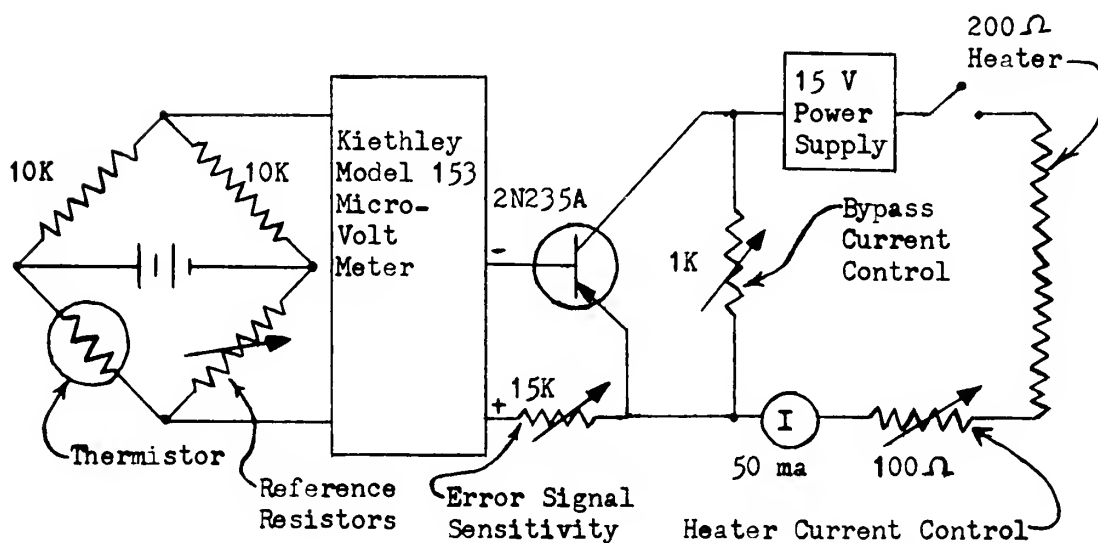 200Ω
Heater
15 V
Power
Supply
Kiethley
Model 153
Micro-
Volt
Meter
10K
10K
2N235A
-
Bypass
Current
Control
1K
15K
+
I
50 ma
100Ω
Thermistor
Reference
Resistors
Error Signal
Sensitivity
Heater Current Control